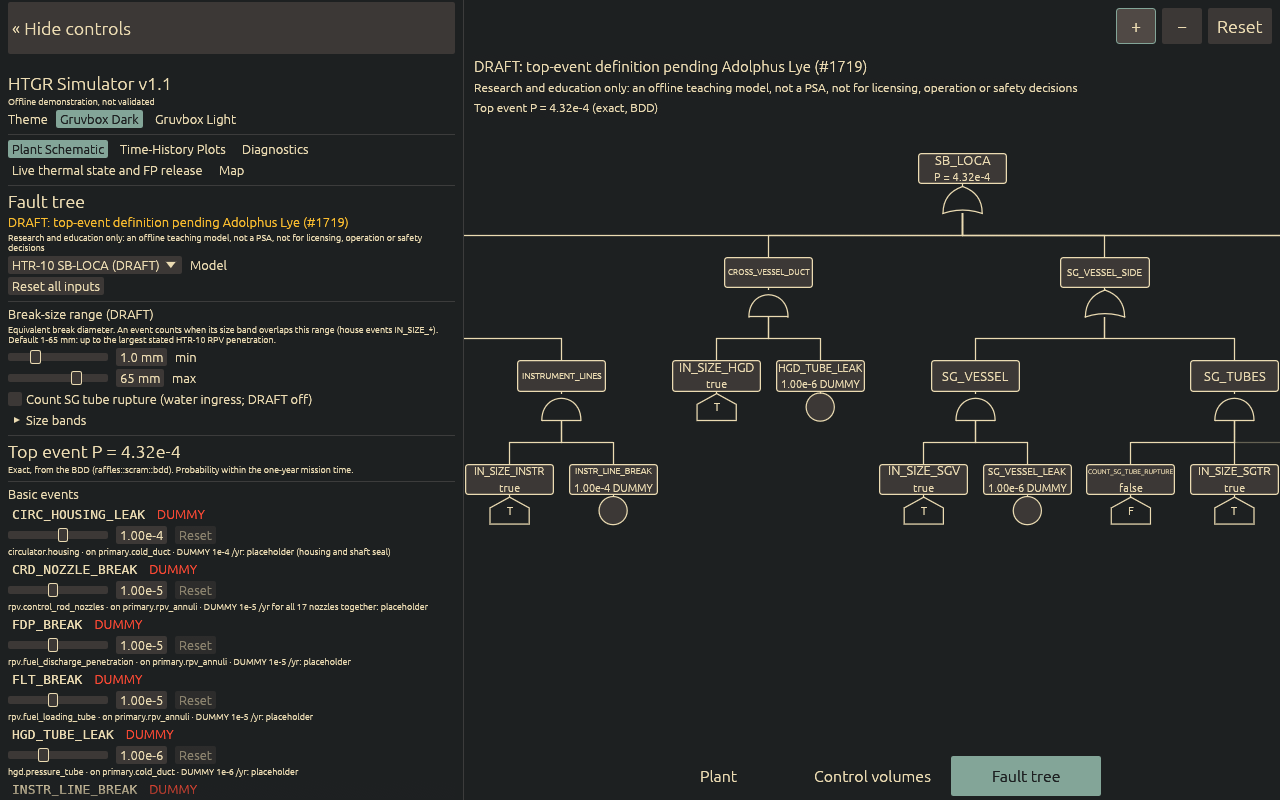 « Hide controls
HTGR Simulator v1.1
Offline demonstration, not validated
Theme Gruvbox Dark Gruvbox Light
Plant Schematic Time-History Plots Diagnostics
Live thermal state and FP release Map
Fault tree
DRAFT: top-event definition pending Adolphus Lye (#1719)
Research and education only: an offline teaching model, not a PSA, not for licensing, operation or safety
decisions
HTR-10 SB-LOCA (DRAFT) Model
Reset all inputs
Break-size range (DRAFT)
Equivalent break diameter. An event counts when its size band overlaps this range (house events IN_SIZE_*).
Default 1-65 mm: up to the largest stated HTR-10 RPV penetration.
1.0 mm min
65 mm max
Count SG tube rupture (water ingress; DRAFT off)
Size bands
Top event P = 4.32e-4
Exact, from the BDD (raffles::scram::bdd). Probability within the one-year mission time.
Basic events
CIRC_HOUSING_LEAK DUMMY
1.00e-4 Reset
circulator.housing · on primary.cold_duct · DUMMY 1e-4 /yr: placeholder (housing and shaft seal)
CRD_NOZZLE_BREAK DUMMY
1.00e-5 Reset
rpv.control_rod_nozzles · on primary.rpv_annuli · DUMMY 1e-5 /yr for all 17 nozzles together: placeholder
FDP_BREAK DUMMY
1.00e-5 Reset
rpv.fuel_discharge_penetration · on primary.rpv_annuli · DUMMY 1e-5 /yr: placeholder
FLT_BREAK DUMMY
1.00e-5 Reset
rpv.fuel_loading_tube · on primary.rpv_annuli · DUMMY 1e-5 /yr: placeholder
HGD_TUBE_LEAK DUMMY
1.00e-6 Reset
hgd.pressure_tube · on primary.cold_duct · DUMMY 1e-6 /yr: placeholder
INSTR_LINE_BREAK DUMMY
+ − Reset
DRAFT: top-event definition pending Adolphus Lye (#1719)
Research and education only: an offline teaching model, not a PSA, not for licensing, operation or safety decisions
Top event P = 4.32e-4 (exact, BDD)
SB_LOCA
P = 4.32e-4
CROSS_VESSEL_DUCT SG_VESSEL_SIDE
INSTRUMENT_LINES IN_SIZE_HGD HGD_TUBE_LEAK SG_VESSEL SG_TUBES
true 1.00e-6 DUMMY
T
IN_SIZE_INSTR INSTR_LINE_BREAK IN_SIZE_SGV SG_VESSEL_LEAK COUNT_SG_TUBE_RUPTURE IN_SIZE_SGTR
true 1.00e-4 DUMMY true 1.00e-6 DUMMY false true
T T F T
Plant Control volumes Fault tree